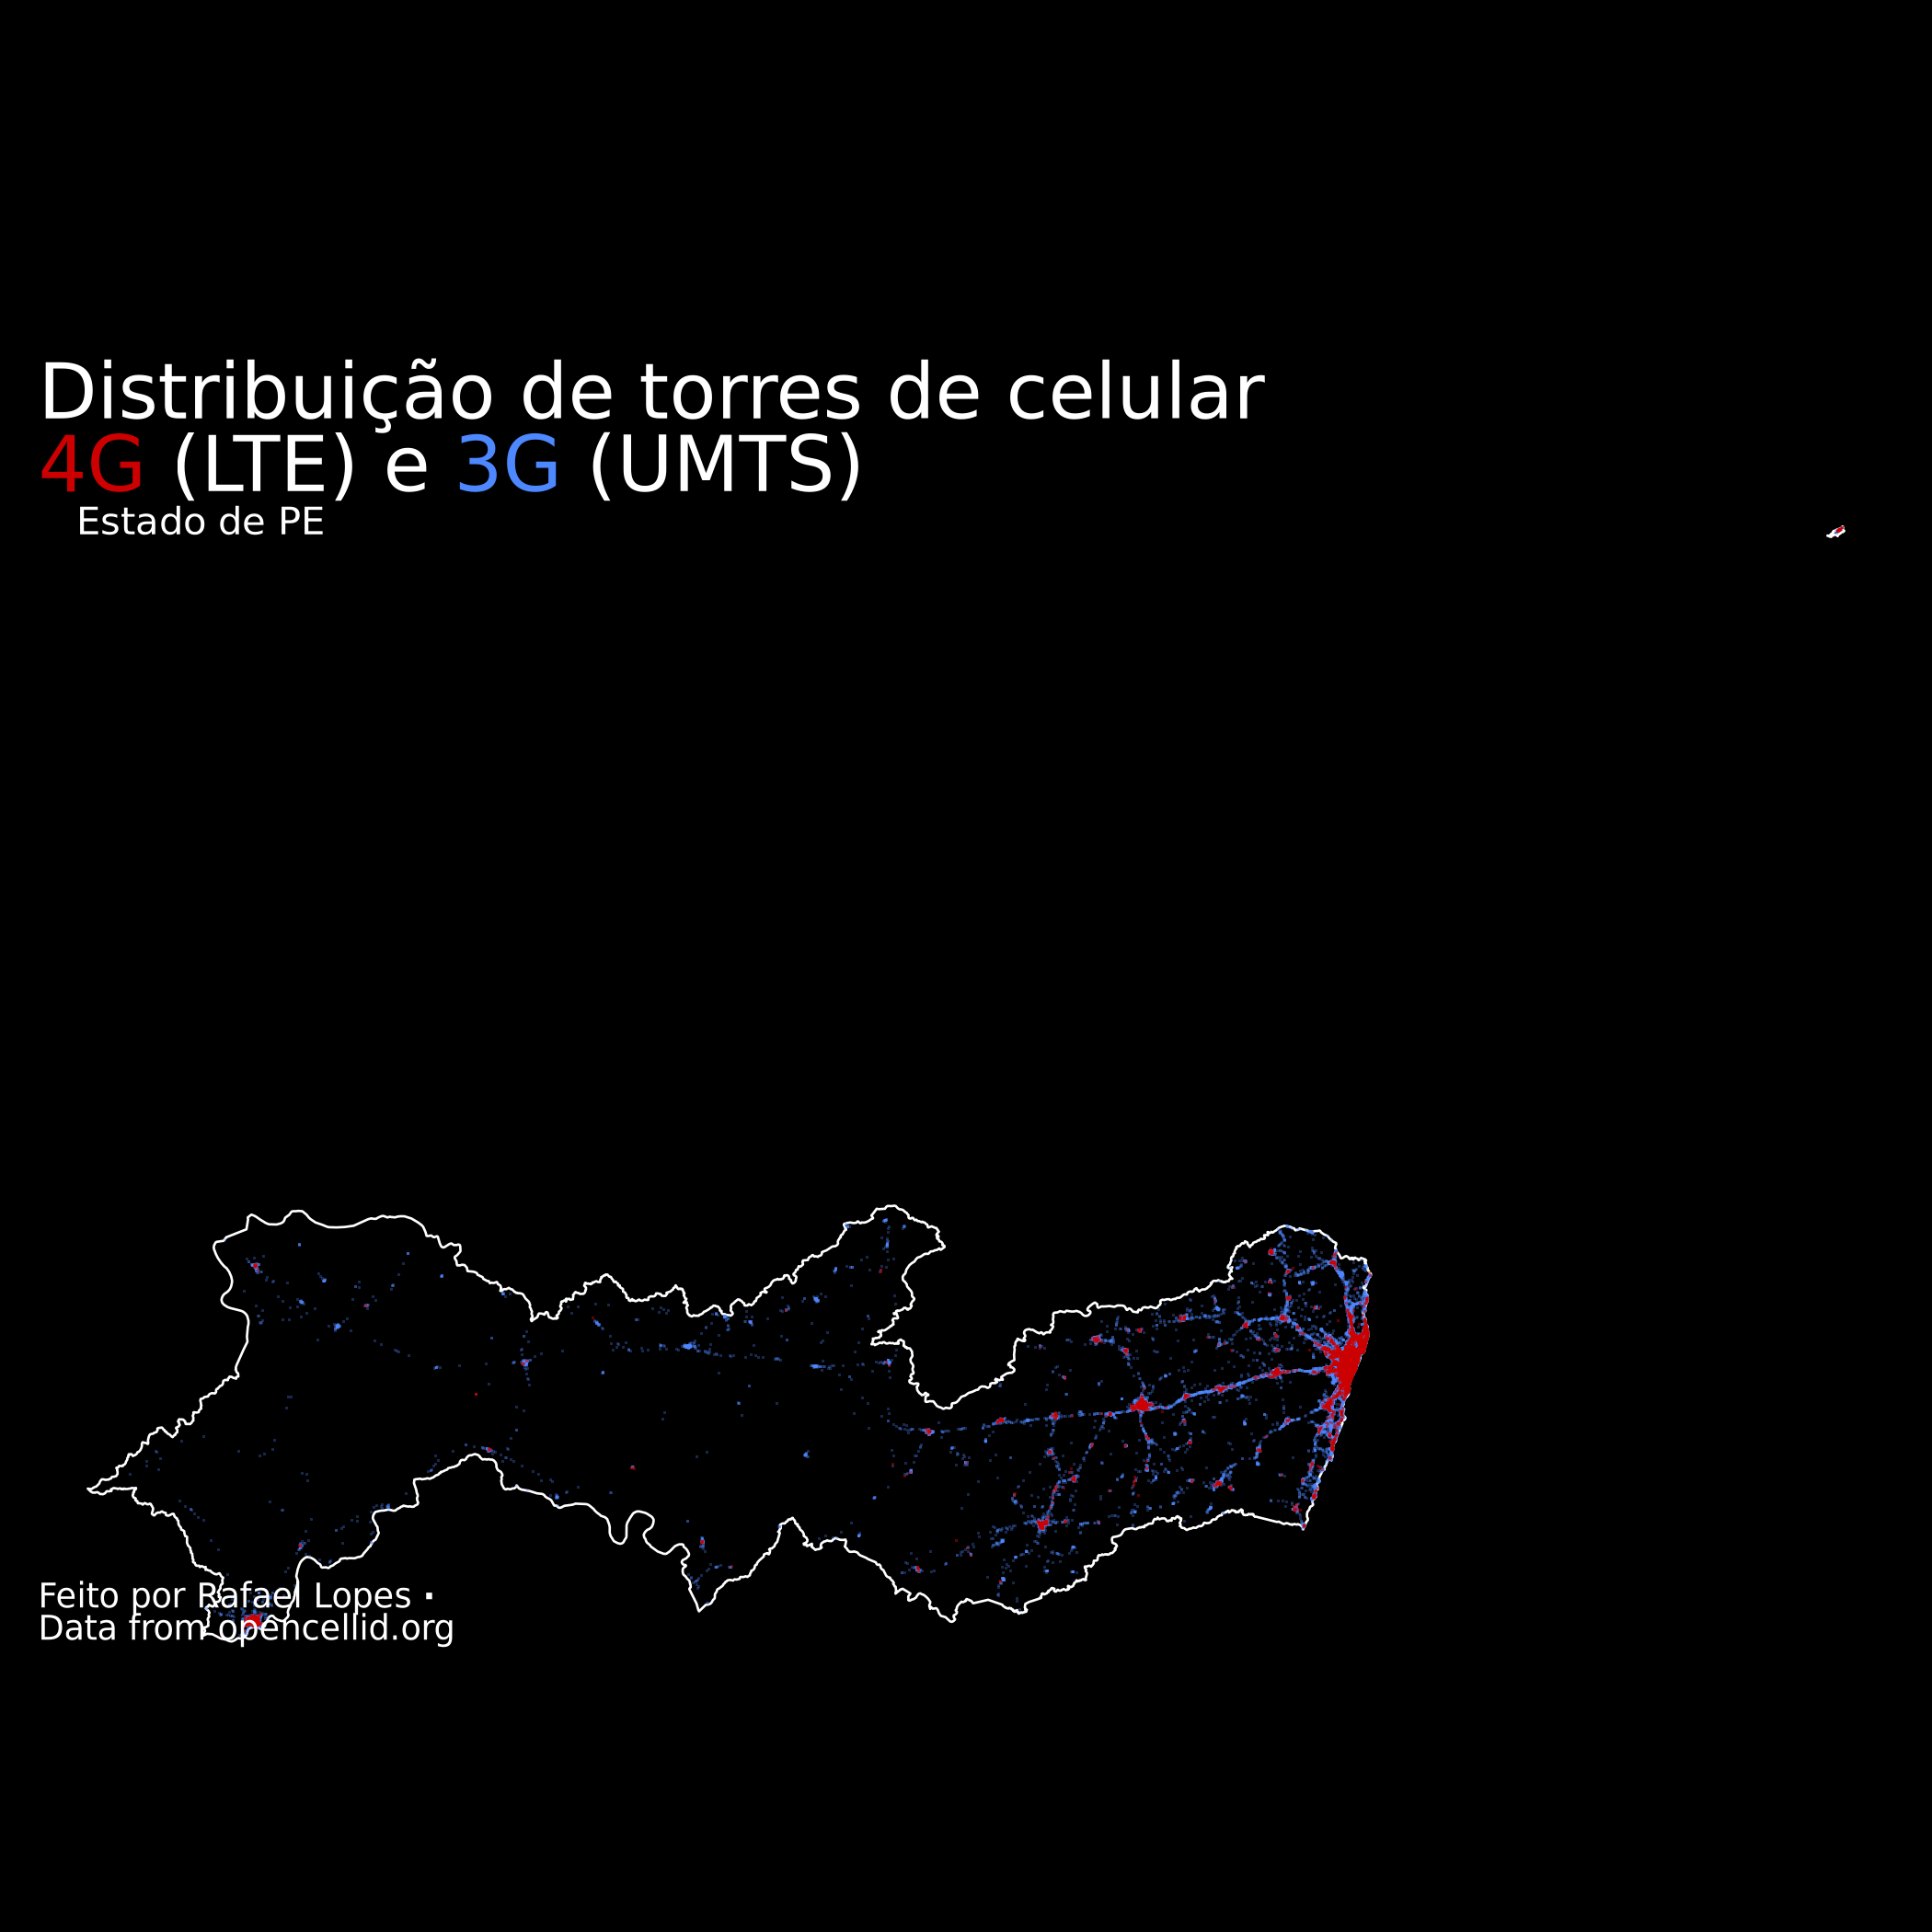 Distribuição de torres de celular
4G (LTE) e 3G (UMTS)
Estado de PE
Feito por Rafael Lopes ·
Data from opencellid.org